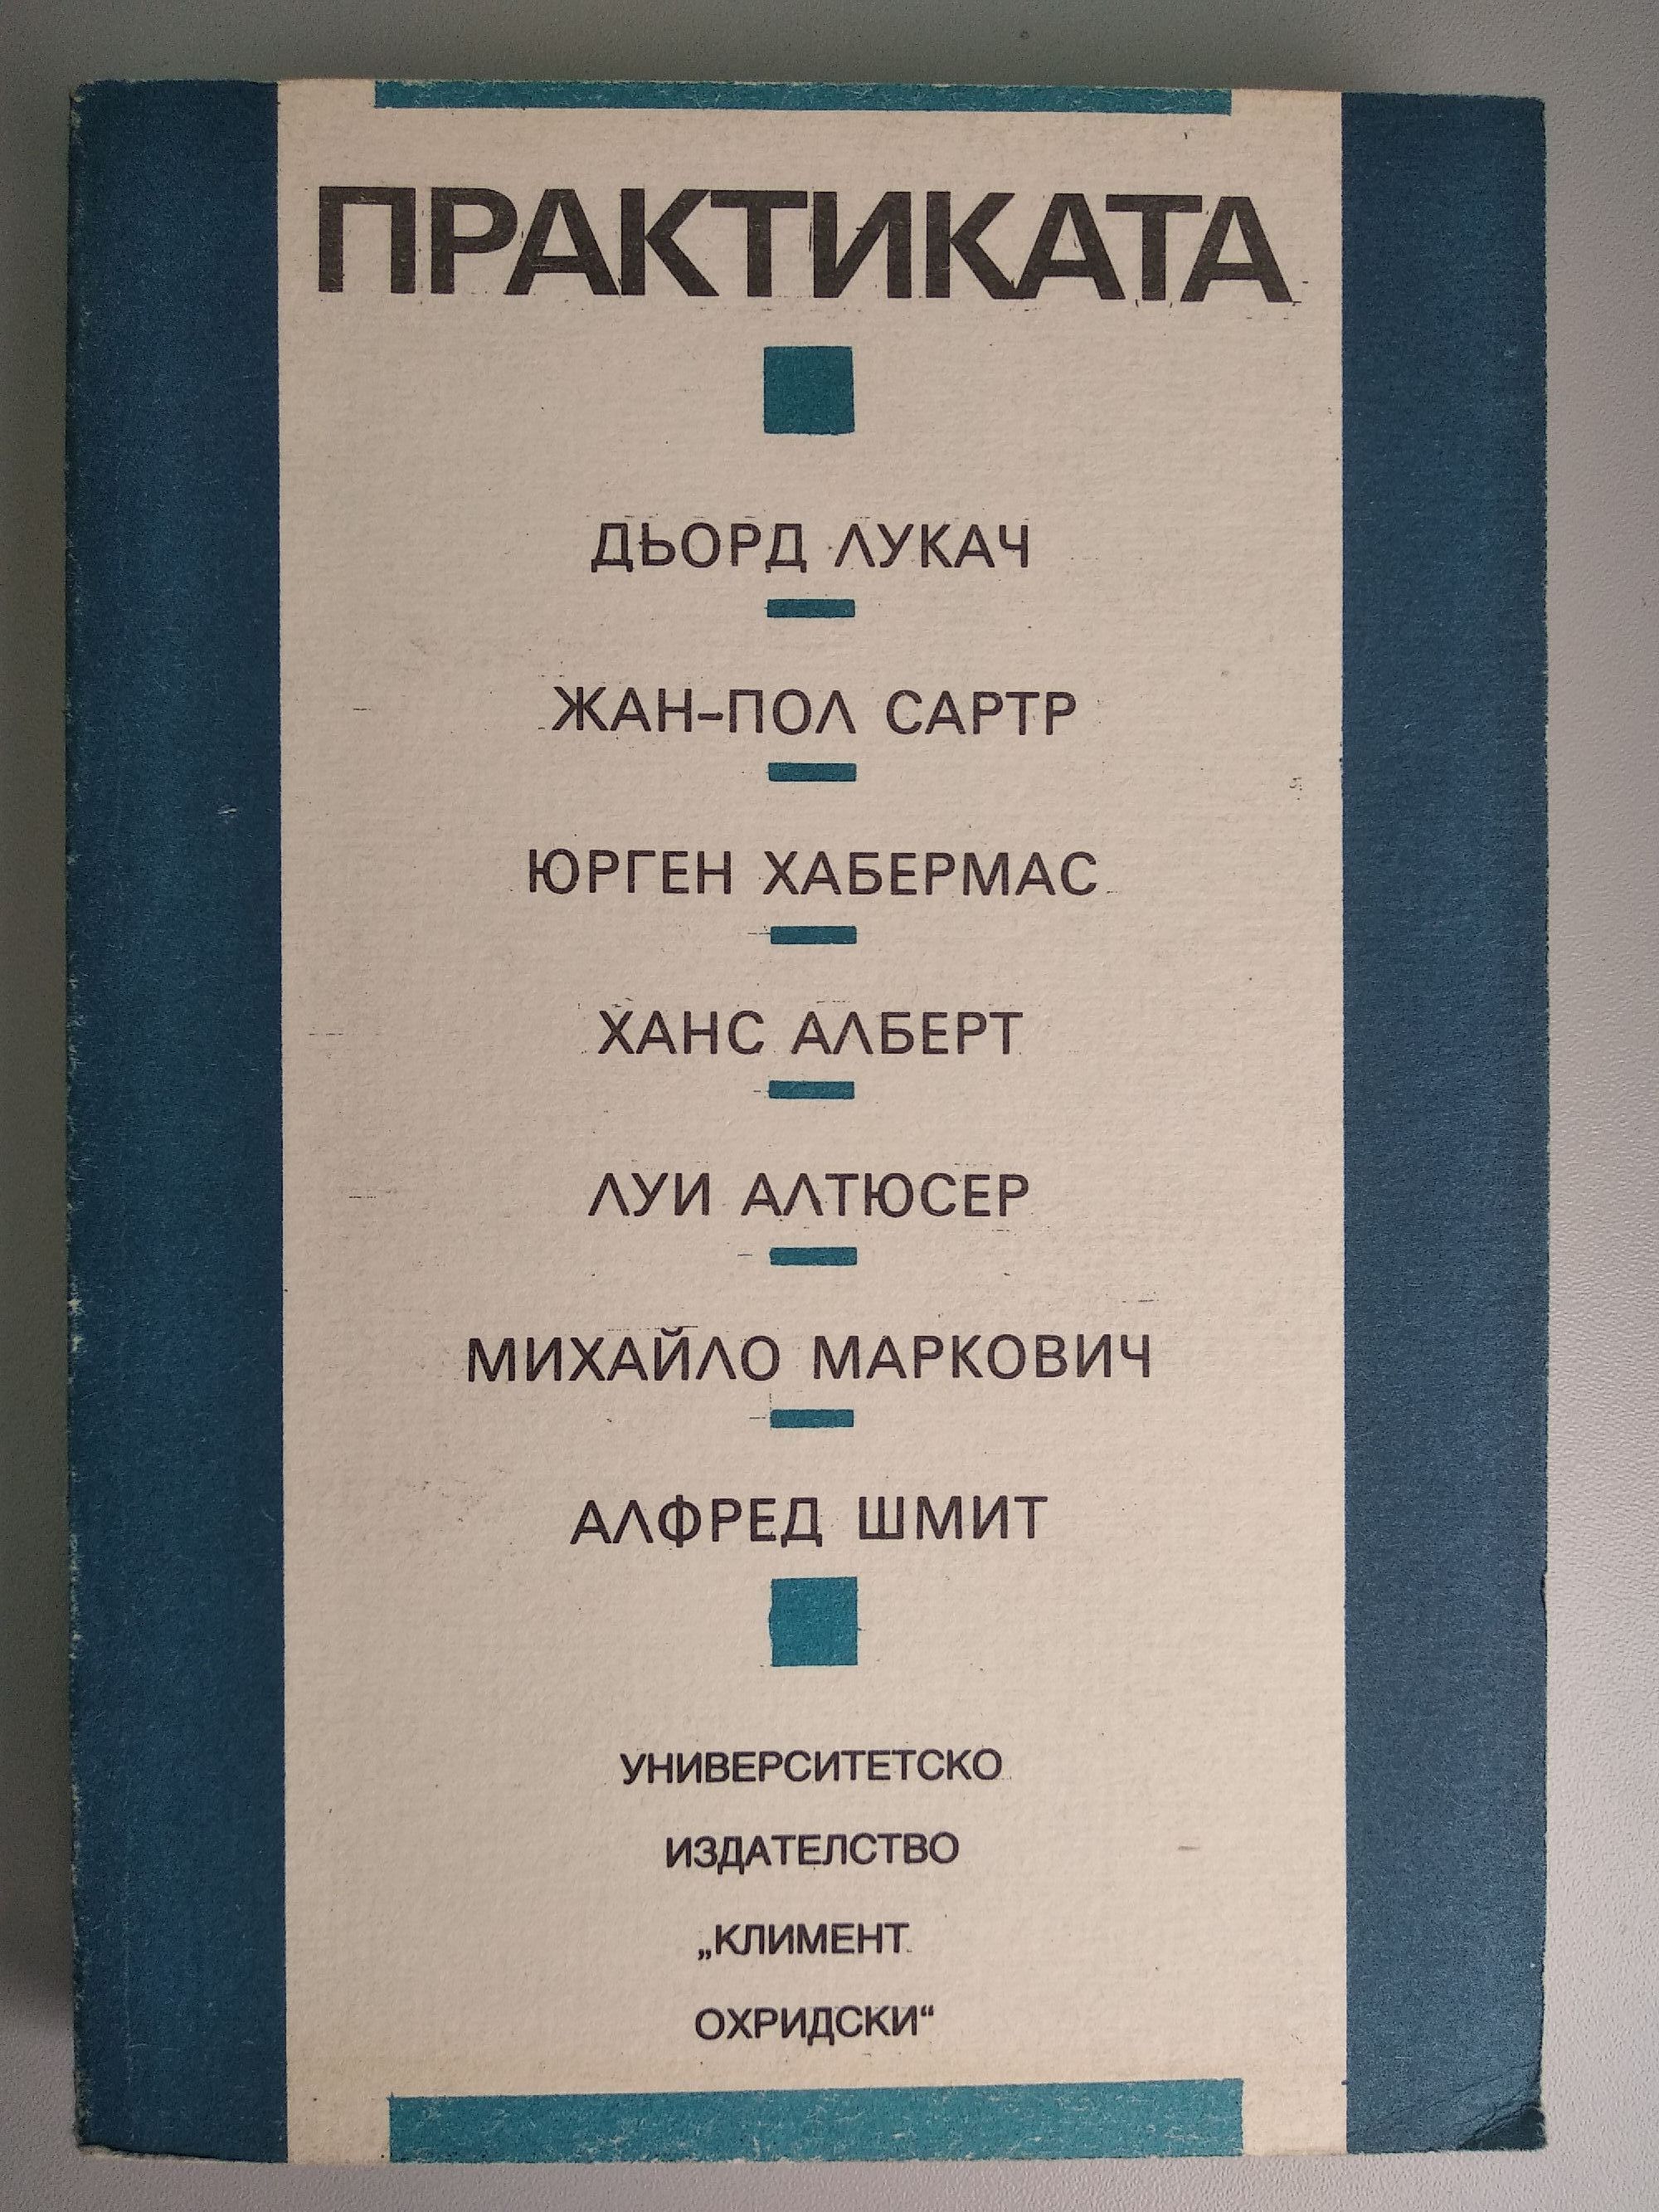 ПРАКТИКАТА
ДЬОРД ЛУКАЧ
ЖАН-ПОЛ САРТР
ЮРГЕН ХАБЕРМАС
ХАНС АЛБЕРТ
ЛУИ АЛТЮСЕР
МИХАЙЛО МАРКОВИЧ
АЛФРЕД ШМИТ
УНИВЕРСИТЕТСКО
ИЗДАТЕЛСТВО
„КЛИМЕНТ
ОХРИДСКИ“